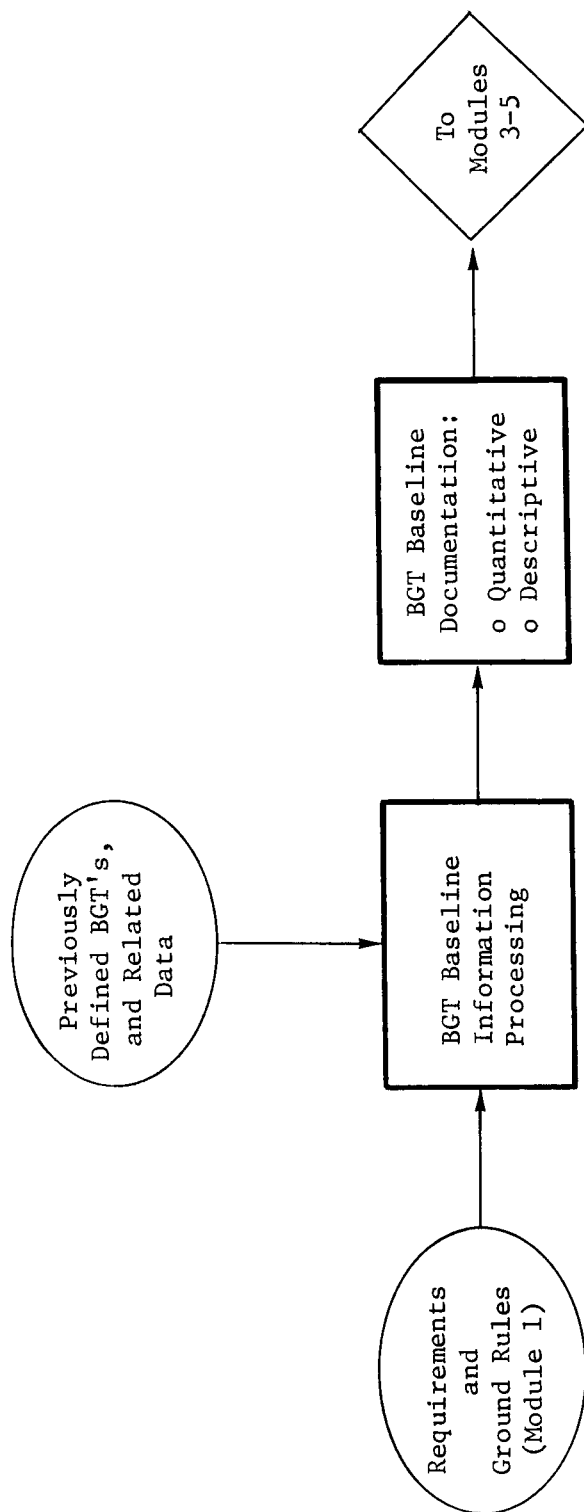 Previously
Defined BGT's,
and Related
Data
Requirements
and
Ground Rules
(Module 1)
BGT Baseline
Information
Processing
BGT Baseline
Documentation:
o Quantitative
o Descriptive
To
Modules
3-5